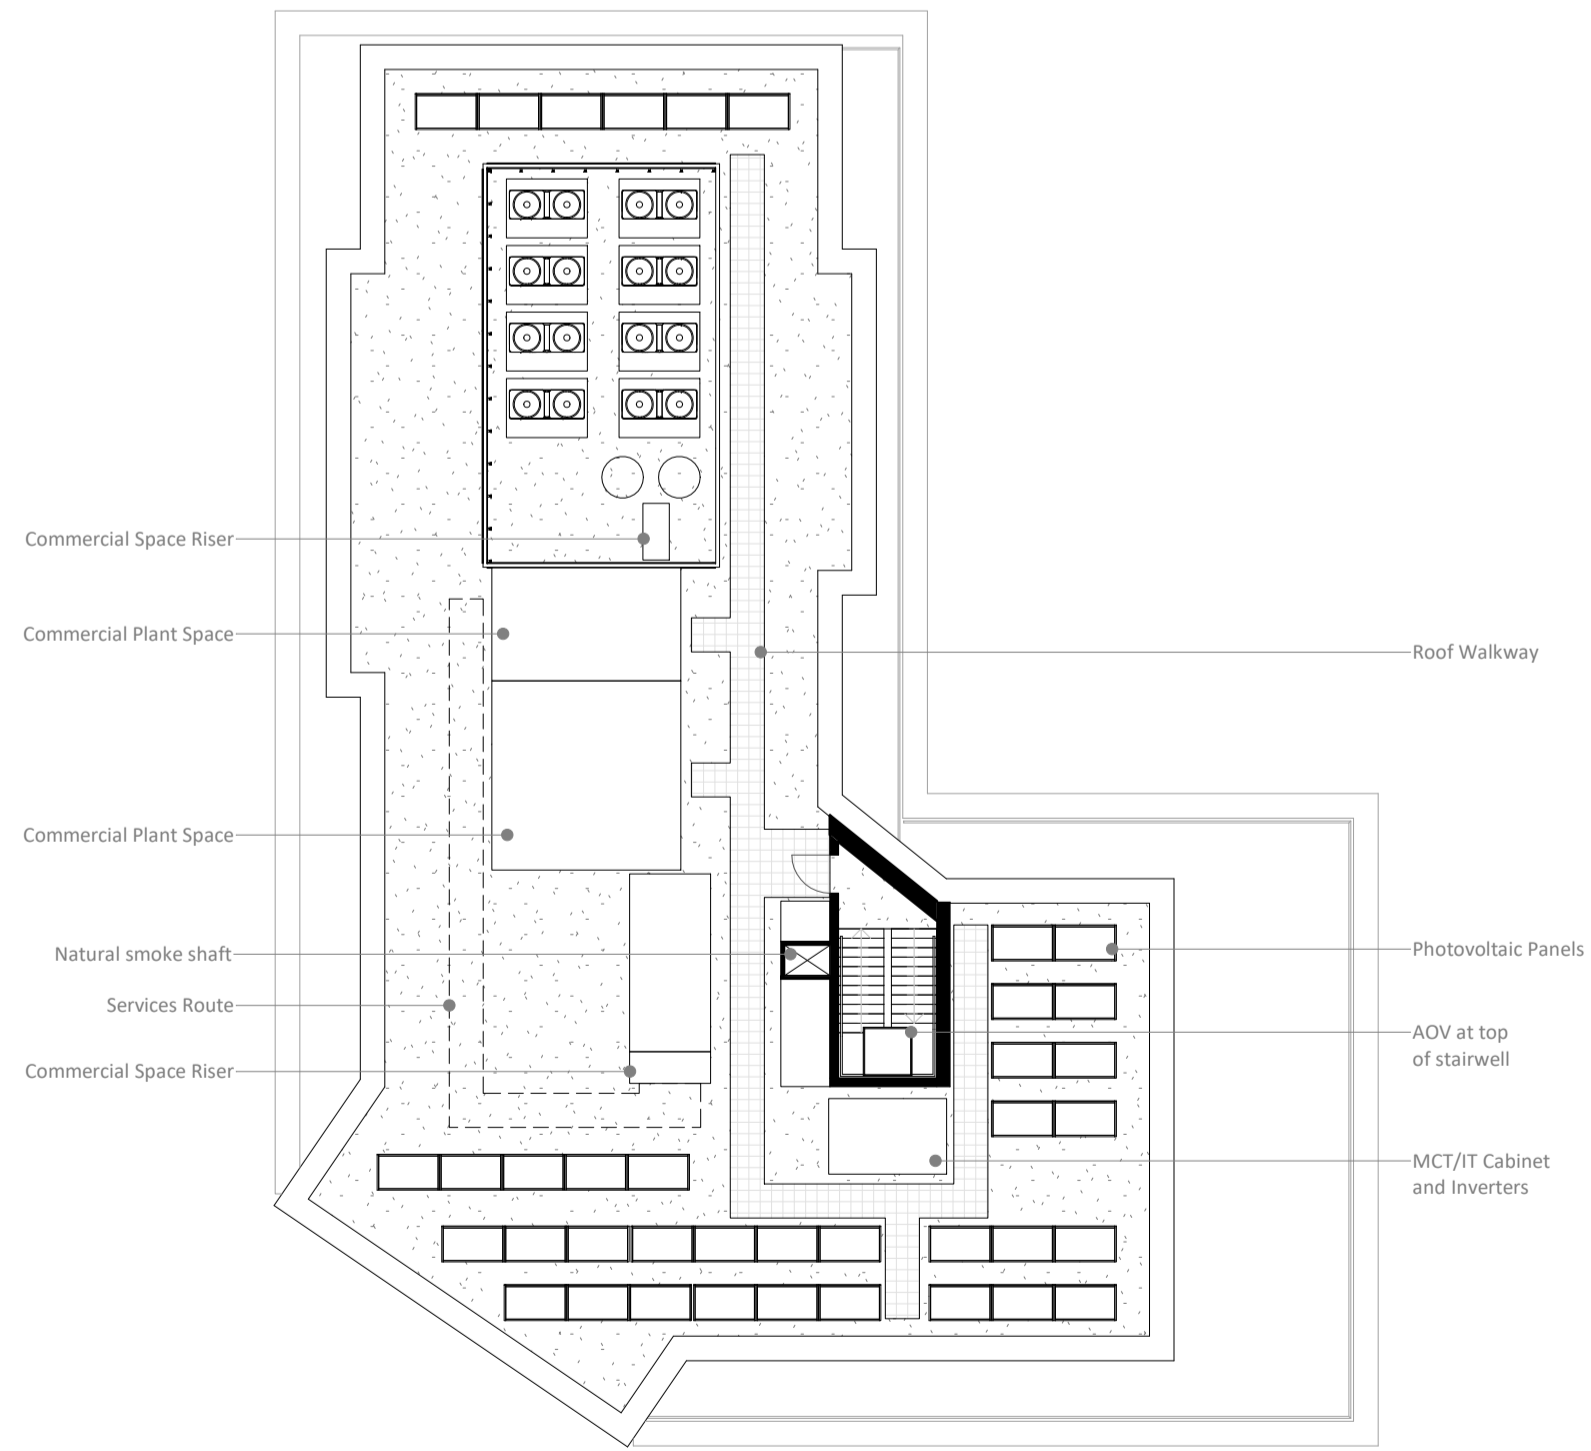 Commercial Space Riser
Commercial Plant Space
Roof Walkway
Commercial Plant Space
Natural smoke shaft
Photovoltaic Panels
Services Route
AOV at top
of stairwell
Commercial Space Riser
MCT/IT Cabinet
and Inverters